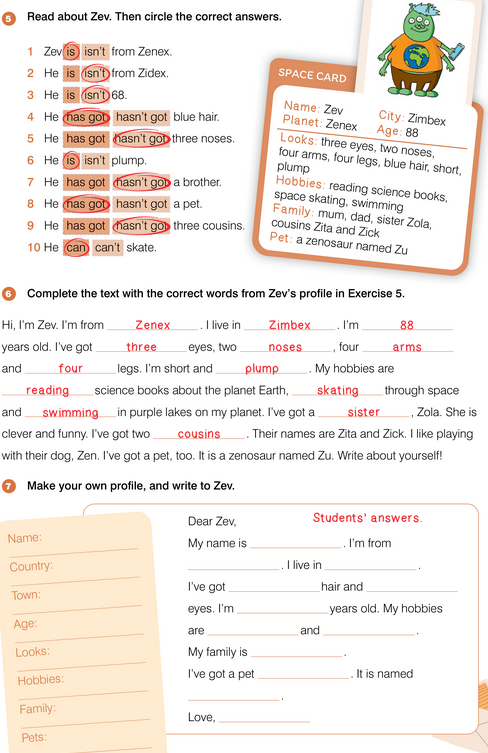 5 Read about Zev. Then circle the correct answers.
1 Zev is isn't from Zenex.
2 He is isn't from Zidex.
3 He is isn't 68.
4 He has got hasn't got blue hair.
5 He has got hasn't got three noses.
6 He is isn't plump.
7 He has got hasn't got a brother.
8 He has got hasn't got a pet.
9 He has got hasn't got three cousins.
10 He can can't skate.
SPACE CARD
Name: Zev
City: Zimbex
Planet: Zenex
Age: 88
Looks: three eyes, two noses,
four arms, four legs, blue hair, short,
plump
Hobbies: reading science books,
space skating, swimming
Family: mum, dad, sister Zola,
cousins Zita and Zick
Pet: a zenosaur named Zu
6 Complete the text with the correct words from Zev's profile in Exercise 5.
Hi, I'm Zev. I'm from Zenex. I live in Zimbex. I'm 88
years old. I've got three eyes, two noses, four arms
and four legs. I'm short and plump. My hobbies are
reading science books about the planet Earth, skating through space
and swimming in purple lakes on my planet. I've got a sister, Zola. She is
clever and funny. I've got two cousins. Their names are Zita and Zick. I like playing
with their dog, Zen. I've got a pet, too. It is a zenosaur named Zu. Write about yourself!
7 Make your own profile, and write to Zev.
Name:
Country:
Town:
Age:
Looks:
Hobbies:
Family:
Pets:
Dear Zev, Students' answers.
My name is ____________. I'm from
____________. I live in ____________.
I've got ____________ hair and ____________
eyes. I'm ____________ years old. My hobbies
are ____________ and ____________.
My family is ____________.
I've got a pet ____________. It is named
____________.
Love, ____________